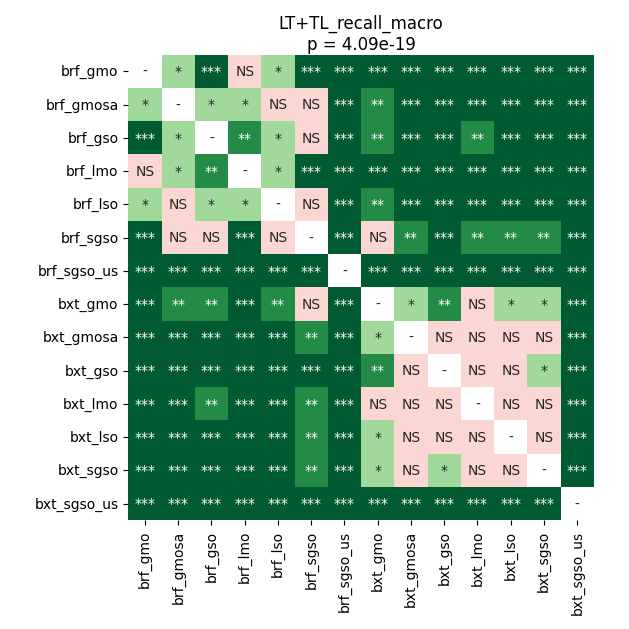 LT+TL_recall_macro
p = 4.09e-19
brf_gmo - * *** NS * *** *** *** *** *** *** *** *** ***
brf_gmosa * - * * NS NS *** ** *** *** *** *** *** ***
brf_gso *** * - ** * NS *** ** *** *** ** *** *** ***
brf_lmo NS * ** - * *** *** *** *** *** *** *** *** ***
brf_lso * NS * * - NS *** ** *** *** *** *** *** ***
brf_sgso *** NS NS *** NS - *** NS ** *** ** ** ** ***
brf_sgso_us *** *** *** *** *** *** - *** *** *** *** *** *** ***
bxt_gmo *** ** ** *** ** NS *** - * ** NS * * ***
bxt_gmosa *** *** *** *** *** ** *** * - NS NS NS NS ***
bxt_gso *** *** *** *** *** *** *** ** NS - NS NS * ***
bxt_lmo *** *** ** *** *** ** *** NS NS NS - NS NS ***
bxt_lso *** *** *** *** *** ** *** * NS NS NS - NS ***
bxt_sgso *** *** *** *** *** ** *** * NS * NS NS - ***
bxt_sgso_us *** *** *** *** *** *** *** *** *** *** *** *** *** -
brf_gmo brf_gmosa brf_gso brf_lmo brf_lso brf_sgso brf_sgso_us bxt_gmo bxt_gmosa bxt_gso bxt_lmo bxt_lso bxt_sgso bxt_sgso_us